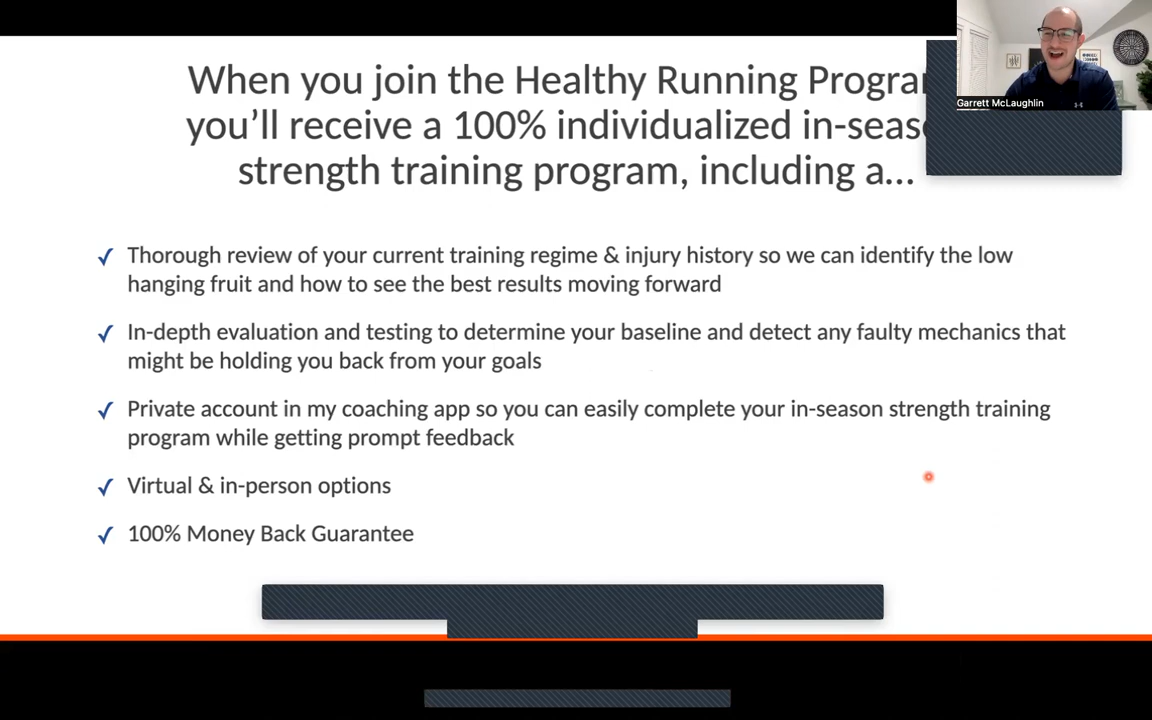 When you join the Healthy Running
you'll receive a 100% individualized
strength training program, including a...
Garrett McLaughlin
✓ Thorough review of your current training regime & injury history so we can identify the low
hanging fruit and how to see the best results moving forward
✓ In-depth evaluation and testing to determine your baseline and detect any faulty mechanics that
might be holding you back from your goals
✓ Private account in my coaching app so you can easily complete your in-season strength training
program while getting prompt feedback
✓ Virtual & in-person options
✓ 100% Money Back Guarantee